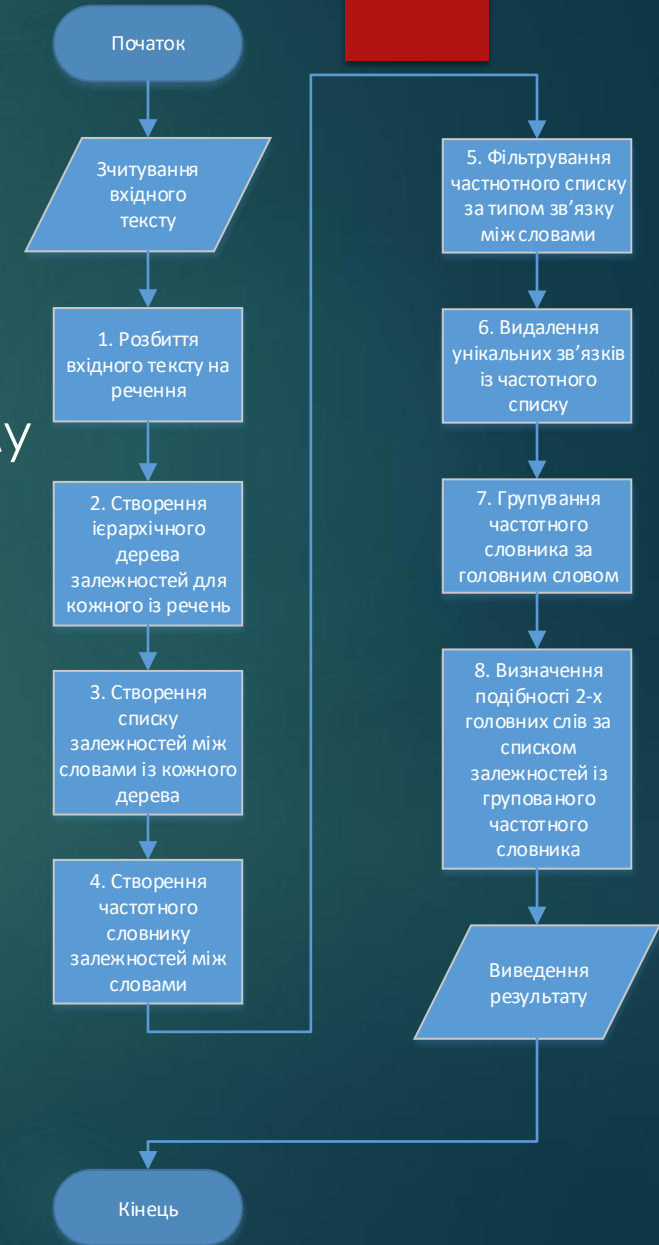 Початок
Зчитування
вхідного
тексту
1. Розбиття
вхідного тексту на
речення
2. Створення
ієрархічного
дерева
залежностей для
кожного із речень
3. Створення
списку
залежностей між
словами із кожного
дерева
4. Створення
частотного
словнику
залежностей між
словами
5. Фільтрування
частнотного списку
за типом зв’язку
між словами
6. Видалення
унікальних зв’язків
із частотного
списку
7. Групування
частотного
словника за
головним словом
8. Визначення
подібності 2-х
головних слів за
списком
залежностей із
групованого
частотного
словника
Виведення
результату
Кінець